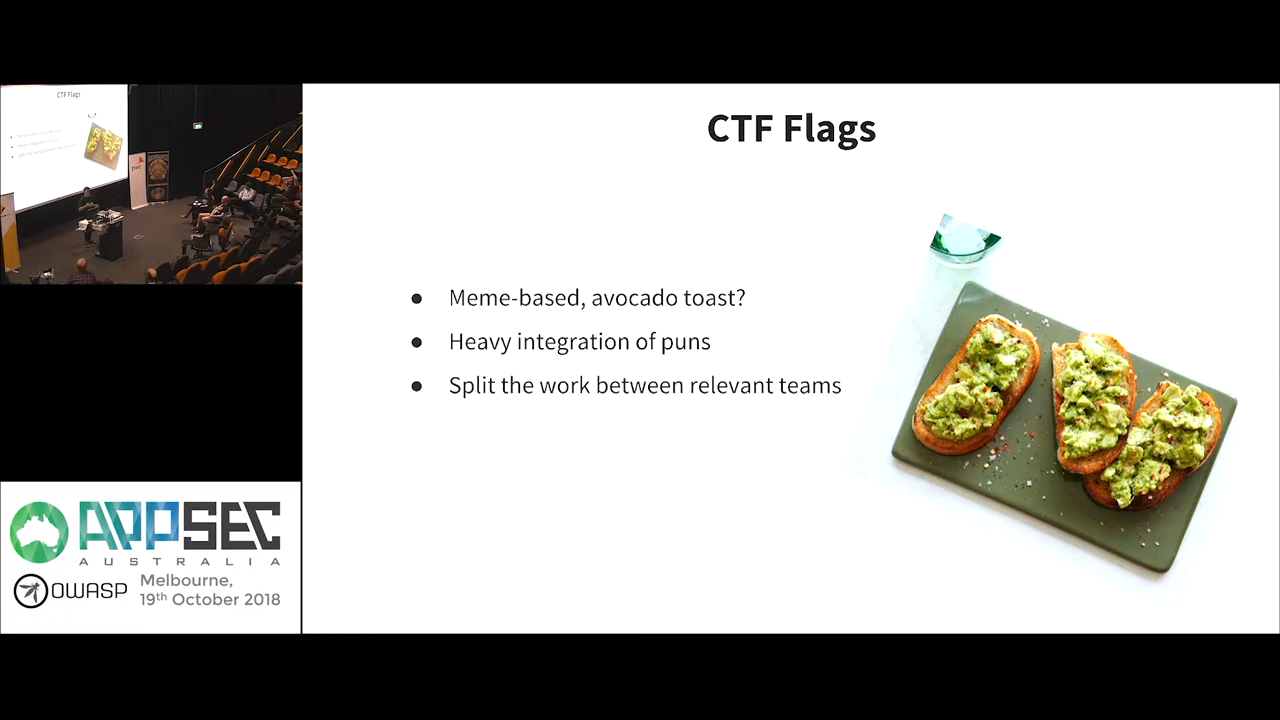 CTF Flags
● Meme-based, avocado toast?
● Heavy integration of puns
● Split the work between relevant teams
CTF Flags
pwc
APPSEC
AUSTRALIA
OWASP
Melbourne,
19th October 2018